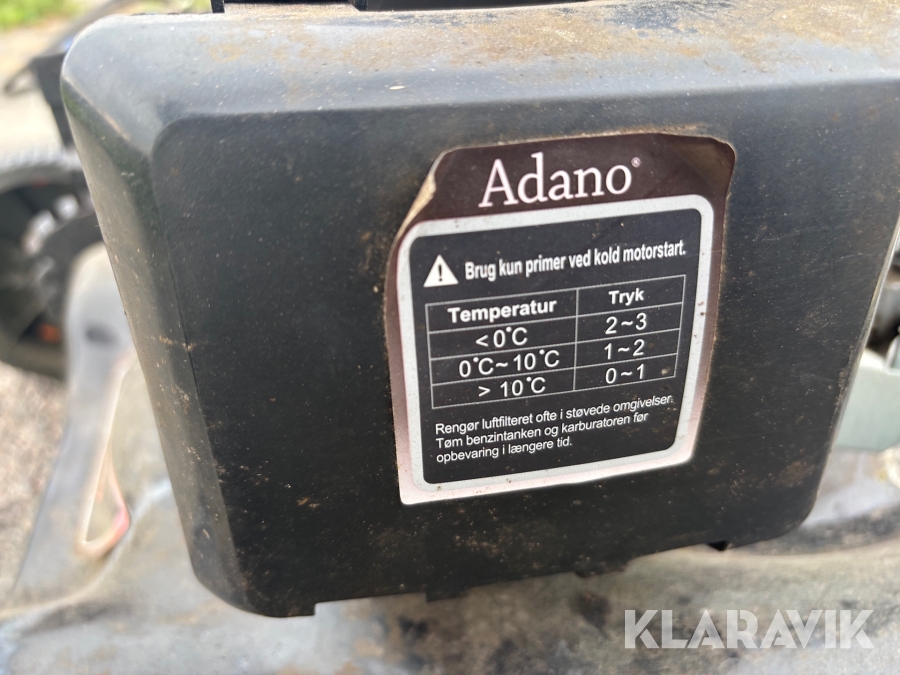 Adano®
Brug kun primer ved kold motorstart.
Temperatur Tryk
<0°C 2~3
0°C~10°C 1~2
>10°C 0~1
Rengør luftfilteret ofte i støvede omgivelser.
Tøm benzintanken og karburatoren før
opbevaring i længere tid.
KLARAVIK